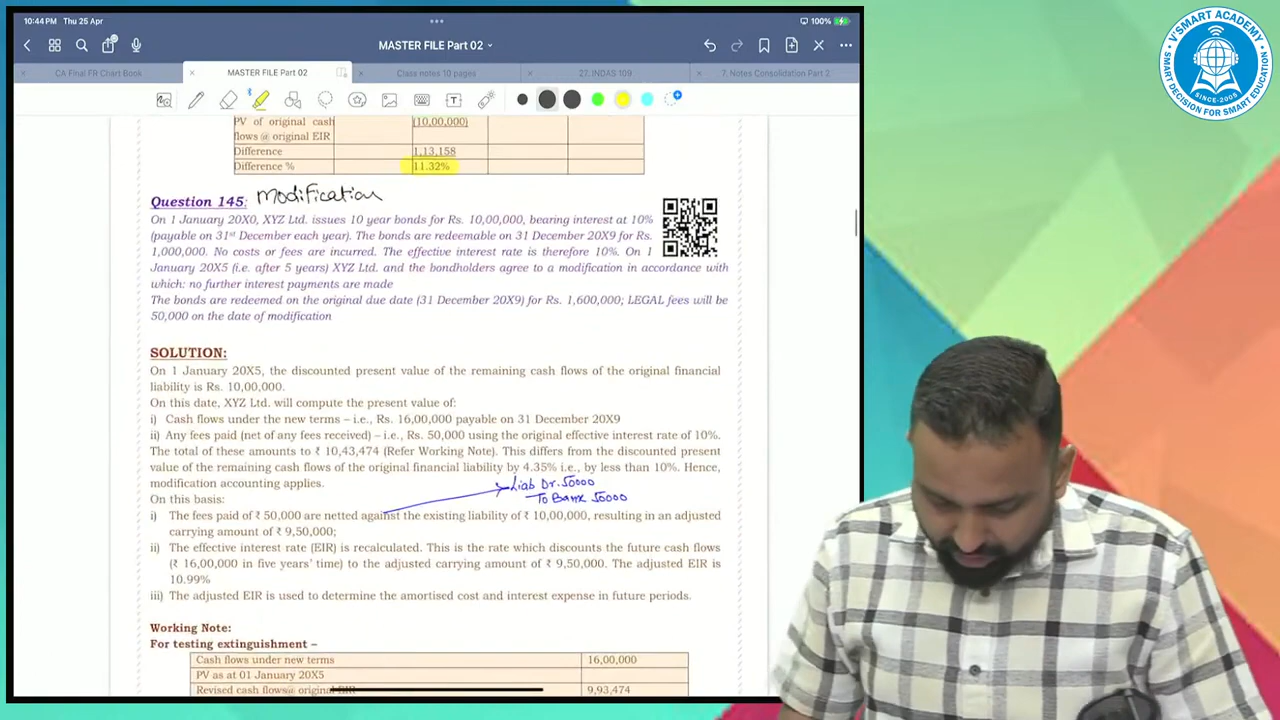 10:44 PM Thu 25 Apr
100%
MASTER FILE Part 02
CA Final FR Chart Book
MASTER FILE Part 02
Class notes 10 pages
27. INDAS 109
7. Notes Consolidation Part 2
V'SMART ACADEMY
SINCE-2005
SMART DECISION FOR SMART EDUCATION
PV of original cash (10,00,000)
flows @ original EIR
Difference 1,13,158
Difference % 11.32%
Question 145: Modification
On 1 January 20X0, XYZ Ltd. issues 10 year bonds for Rs. 10,00,000, bearing interest at 10%
(payable on 31st December each year). The bonds are redeemable on 31 December 20X9 for Rs.
1,000,000. No costs or fees are incurred. The effective interest rate is therefore 10%. On 1
January 20X5 (i.e. after 5 years) XYZ Ltd. and the bondholders agree to a modification in accordance with
which: no further interest payments are made
The bonds are redeemed on the original due date (31 December 20X9) for Rs. 1,600,000; LEGAL fees will be
50,000 on the date of modification
SOLUTION:
On 1 January 20X5, the discounted present value of the remaining cash flows of the original financial
liability is Rs. 10,00,000.
On this date, XYZ Ltd. will compute the present value of:
i) Cash flows under the new terms – i.e., Rs. 16,00,000 payable on 31 December 20X9
ii) Any fees paid (net of any fees received) – i.e., Rs. 50,000 using the original effective interest rate of 10%.
The total of these amounts to ₹ 10,43,474 (Refer Working Note). This differs from the discounted present
value of the remaining cash flows of the original financial liability by 4.35% i.e., by less than 10%. Hence,
modification accounting applies.
Liab Dr. 50000
To Bank 50000
On this basis:
i) The fees paid of ₹ 50,000 are netted against the existing liability of ₹ 10,00,000, resulting in an adjusted
carrying amount of ₹ 9,50,000;
ii) The effective interest rate (EIR) is recalculated. This is the rate which discounts the future cash flows
(₹ 16,00,000 in five years' time) to the adjusted carrying amount of ₹ 9,50,000. The adjusted EIR is
10.99%
iii) The adjusted EIR is used to determine the amortised cost and interest expense in future periods.
Working Note:
For testing extinguishment –
Cash flows under new terms 16,00,000
PV as at 01 January 20X5
Revised cash flows@ original EIR 9,93,474